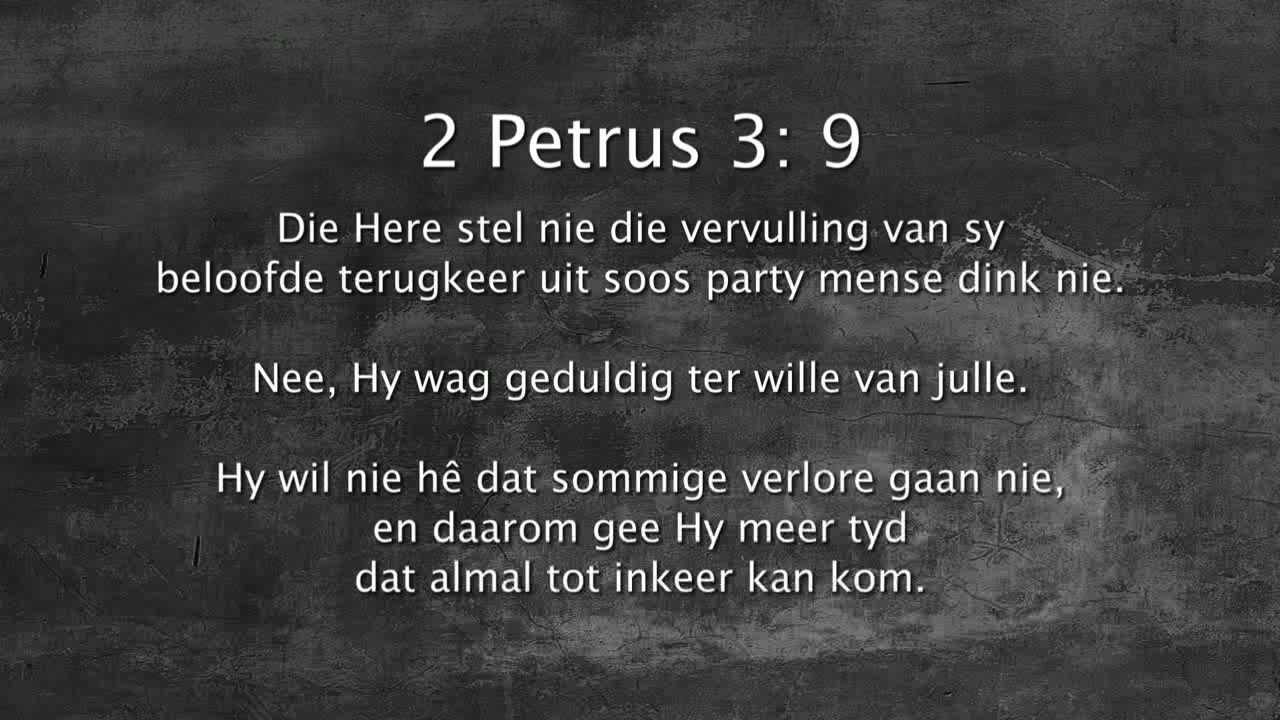 2 Petrus 3: 9
Die Here stel nie die vervulling van sy
beloofde terugkeer uit soos party mense dink nie.
Nee, Hy wag geduldig ter wille van julle.
Hy wil nie hê dat sommige verlore gaan nie,
en daarom gee Hy meer tyd
dat almal tot inkeer kan kom.